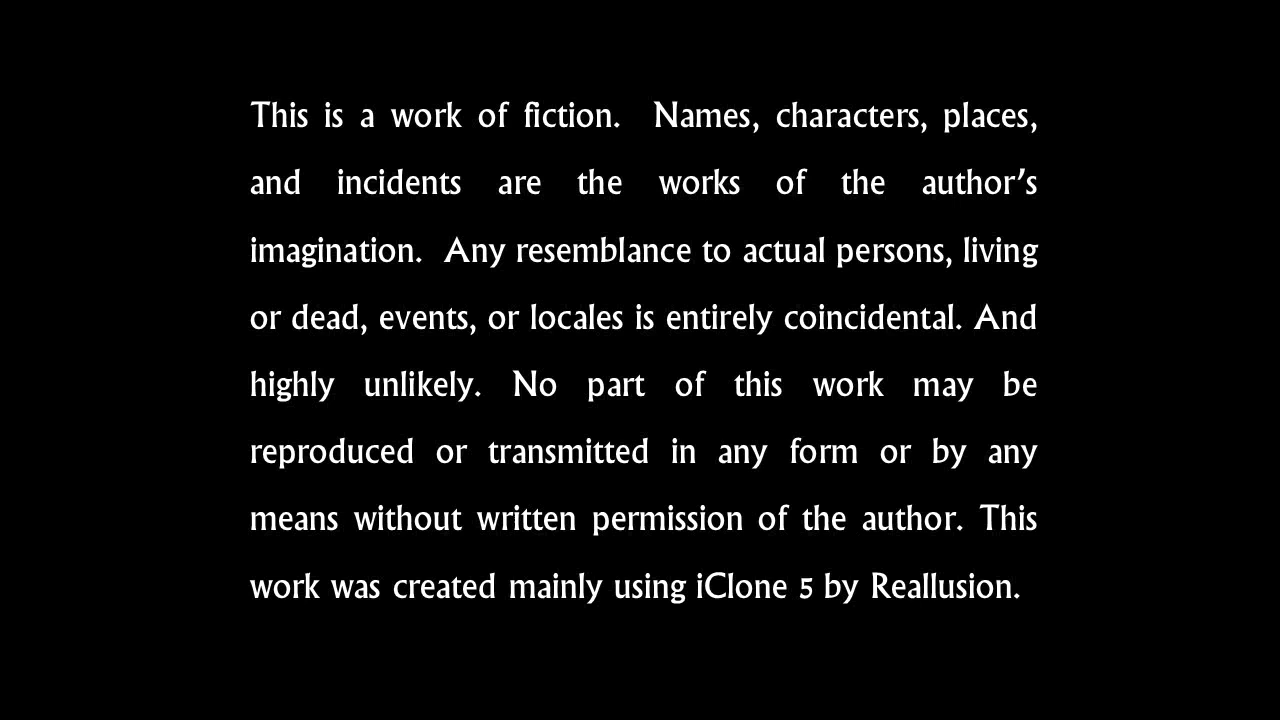 This is a work of fiction.  Names, characters, places,
and incidents are the works of the author's
imagination.  Any resemblance to actual persons, living
or dead, events, or locales is entirely coincidental. And
highly unlikely. No part of this work may be
reproduced or transmitted in any form or by any
means without written permission of the author. This
work was created mainly using iClone 5 by Reallusion.